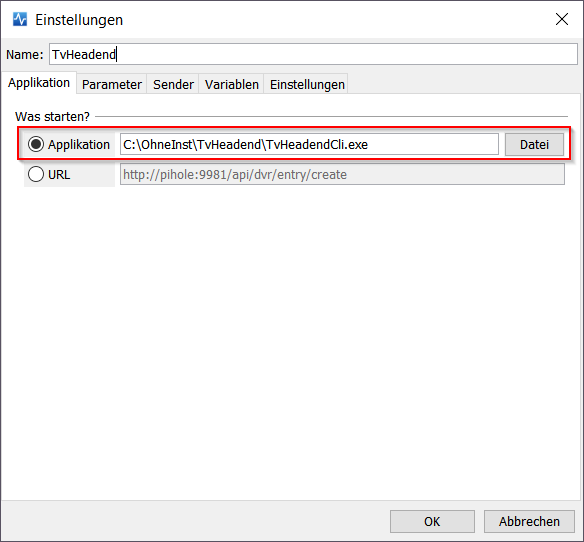 Einstellungen
Name: TvHeadend
Applikation Parameter Sender Variablen Einstellungen
Was starten?
Applikation C:\OhneInst\TvHeadend\TvHeadendCli.exe Datei
URL http://pihole:9981/api/dvr/entry/create
OK Abbrechen